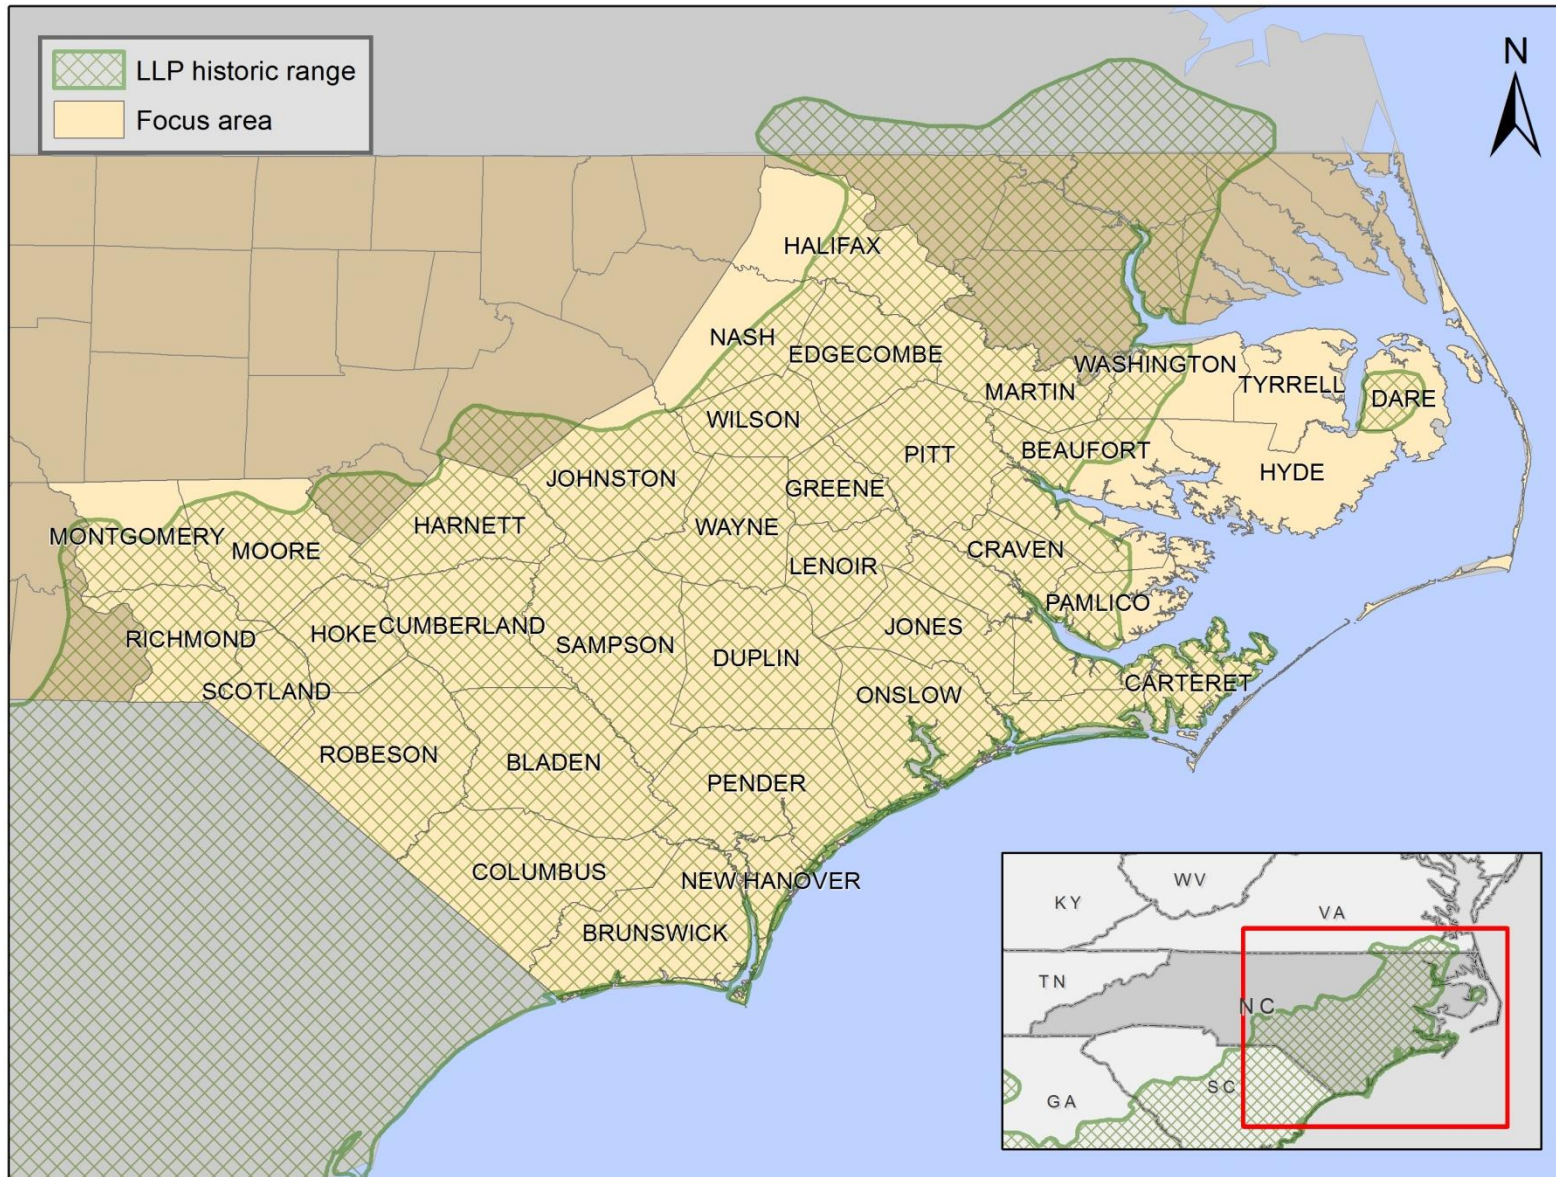 LLP historic range
Focus area
N
HALIFAX
NASH
EDGECOMBE
WASHINGTON
TYRRELL
MARTIN
DARE
WILSON
BEAUFORT
PITT
HYDE
JOHNSTON
GREENE
HARNETT
WAYNE
MONTGOMERY
MOORE
CRAVEN
LENOIR
PAMLICO
RICHMOND
HOKE
CUMBERLAND
SAMPSON
JONES
DUPLIN
SCOTLAND
ONSLOW
CARTERET
ROBESON
BLADEN
PENDER
COLUMBUS
NEW HANOVER
BRUNSWICK
WV
KY
VA
TN
NC
SC
GA